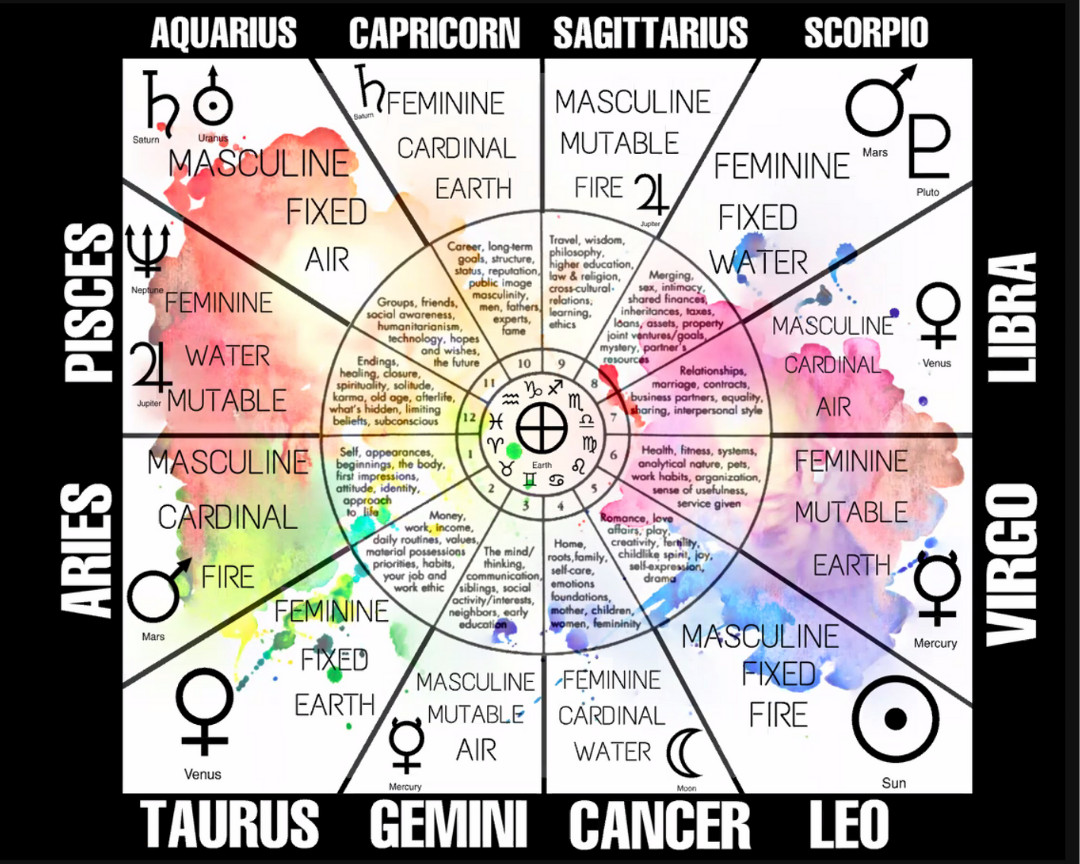 AQUARIUS
CAPRICORN
SAGITTARIUS
SCORPIO
♄ ♅
Saturn
Uranus
MASCULINE
FIXED
AIR
♄
Saturn
FEMININE
CARDINAL
EARTH
MASCULINE
MUTABLE
FIRE ♃
Jupiter
♂
Mars
♇
Pluto
FEMININE
FIXED
WATER
PISCES
♆
Neptune
FEMININE
WATER
♃
Jupiter
MUTABLE
LIBRA
♀
Venus
MASCULINE
CARDINAL
AIR
Career, long-term
goals, structure,
status, reputation,
public image
masculinity,
men, fathers,
experts,
fame
Travel, wisdom,
philosophy,
higher education,
law & religion,
cross-cultural-
relations,
learning,
ethics
Groups, friends,
social awareness,
humanitarianism,
technology, hopes
and wishes,
the future
Merging,
sex, intimacy,
shared finances,
inheritances, taxes,
loans, assets, property
joint ventures/goals,
mystery, partner's
resources
Endings,
healing, closure,
spirituality, solitude,
karma, old age, afterlife,
what's hidden, limiting
beliefs, subconscious
Relationships,
marriage, contracts,
business partners, equality,
sharing, interpersonal style
10
9
11
8
12
7
1
6
2
5
3
4
♑ ♐
♒ ♏
♓ ♎
♈ ♍
♉ ♌
♊ ♋
Earth
Self, appearances,
beginnings, the body,
first impressions,
attitude, identity,
approach
to life
Health, fitness, systems,
analytical nature, pets,
work habits, organization,
sense of usefulness,
service given
Money,
work, income,
daily routines, values,
material possessions
priorities, habits,
your job and
work ethic
The mind/
thinking,
communication,
siblings, social
activity/interests,
neighbors, early
education
Home,
roots,family,
self-care,
emotions
foundations,
mother, children,
women, femininity
Romance, love
affairs, play,
creativity, fertility,
childlike spirit, joy,
self-expression,
drama
ARIES
MASCULINE
CARDINAL
FIRE
♂
Mars
VIRGO
FEMININE
MUTABLE
EARTH
☿
Mercury
FEMININE
FIXED
EARTH
♀
Venus
MASCULINE
MUTABLE
AIR
☿
Mercury
FEMININE
CARDINAL
WATER
☾
Moon
MASCULINE
FIXED
FIRE
☉
Sun
TAURUS
GEMINI
CANCER
LEO